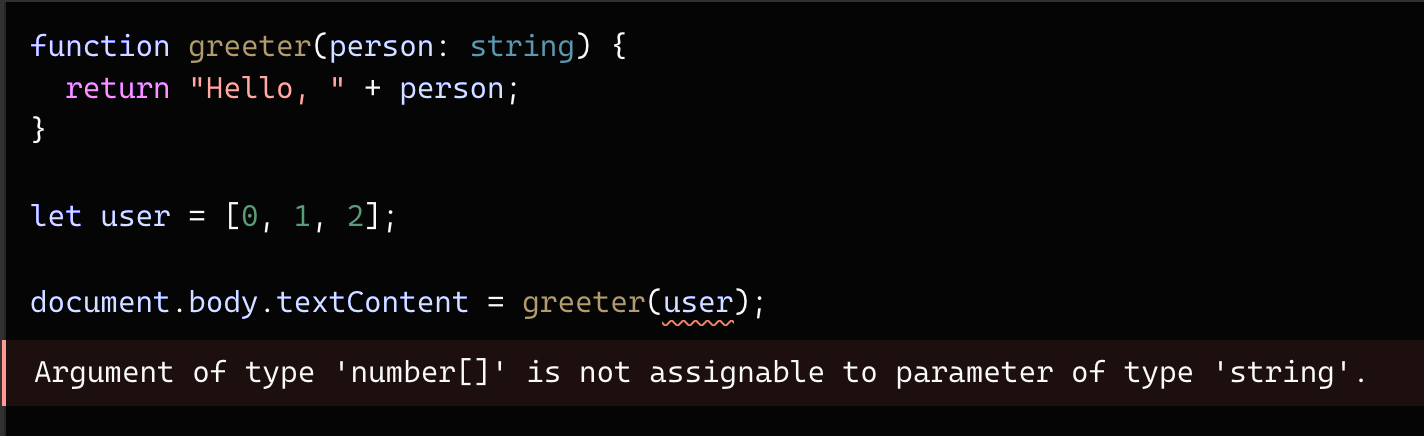 function greeter(person: string) {
  return "Hello, " + person;
}
let user = [0, 1, 2];
document.body.textContent = greeter(user);
Argument of type 'number[]' is not assignable to parameter of type 'string'.